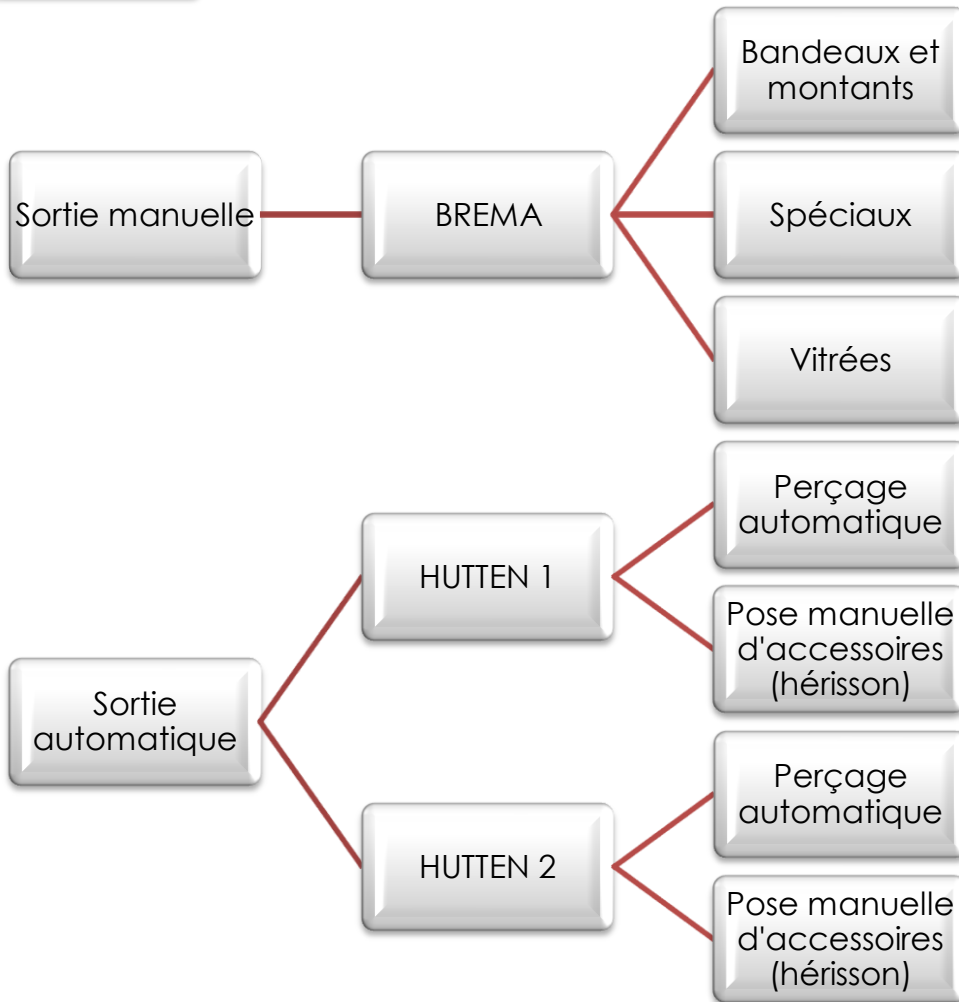 Bandeaux et
montants
Sortie manuelle
BREMA
Spéciaux
Vitrées
Perçage
automatique
HUTTEN 1
Pose manuelle
d'accessoires
(hérisson)
Sortie
automatique
Perçage
automatique
HUTTEN 2
Pose manuelle
d'accessoires
(hérisson)